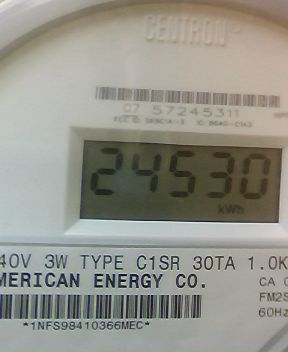 CENTRON®
07 57245311
24530
kWh
40V 3W TYPE C1SR 30TA 1.0K
MERICAN ENERGY CO.
CA
FM2S
60Hz
*1NFS98410366MEC*